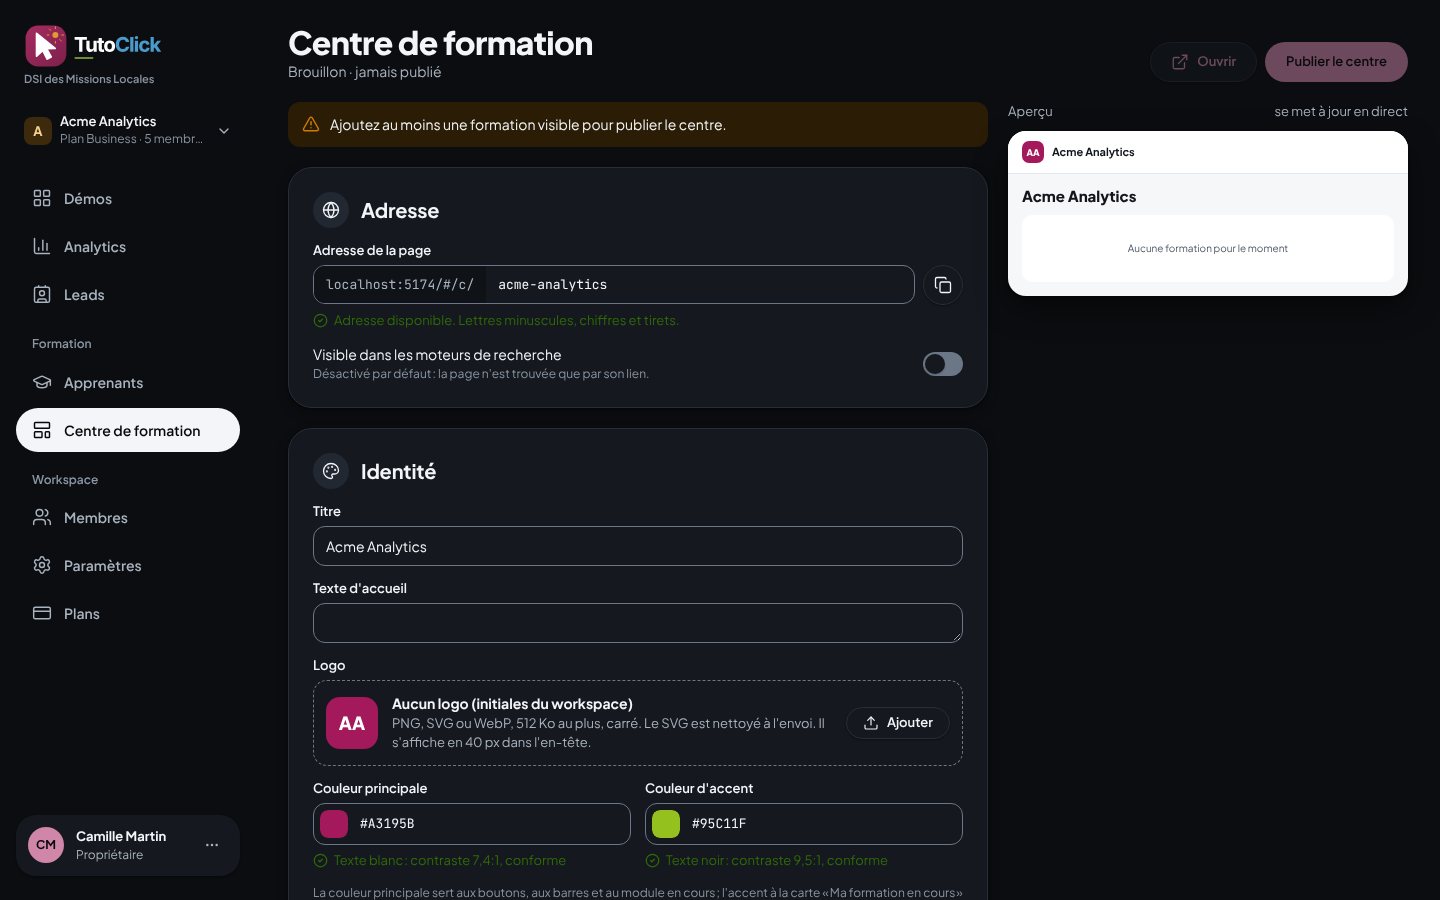 TutoClick
DSI des Missions Locales
A
Acme Analytics
Plan Business · 5 membr...
Démos
Analytics
Leads
Formation
Apprenants
Centre de formation
Workspace
Membres
Paramètres
Plans
CM
Camille Martin
Propriétaire
Centre de formation
Brouillon · jamais publié
Ouvrir
Publier le centre
Ajoutez au moins une formation visible pour publier le centre.
Adresse
Adresse de la page
localhost:5174/#/c/ acme-analytics
Adresse disponible. Lettres minuscules, chiffres et tirets.
Visible dans les moteurs de recherche
Désactivé par défaut : la page n'est trouvée que par son lien.
Identité
Titre
Acme Analytics
Texte d'accueil
Logo
AA
Aucun logo (initiales du workspace)
PNG, SVG ou WebP, 512 Ko au plus, carré. Le SVG est nettoyé à l'envoi. Il
s'affiche en 40 px dans l'en-tête.
Ajouter
Couleur principale
#A3195B
Texte blanc : contraste 7,4:1, conforme
Couleur d'accent
#95C11F
Texte noir : contraste 9,5:1, conforme
La couleur principale sert aux boutons, aux barres et au module en cours ; l'accent à la carte « Ma formation en cours »
Aperçu
se met à jour en direct
AA
Acme Analytics
Acme Analytics
Aucune formation pour le moment